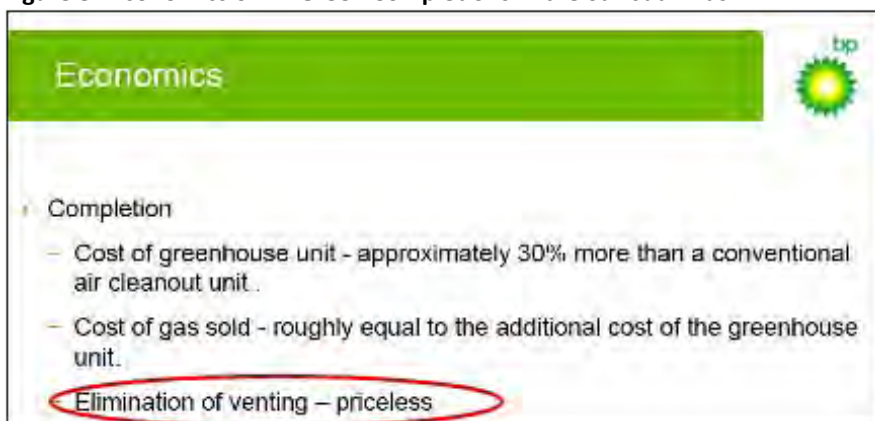 bp
Economics
Completion
– Cost of greenhouse unit - approximately 30% more than a conventional
air cleanout unit.
– Cost of gas sold - roughly equal to the additional cost of the greenhouse
unit.
– Elimination of venting – priceless